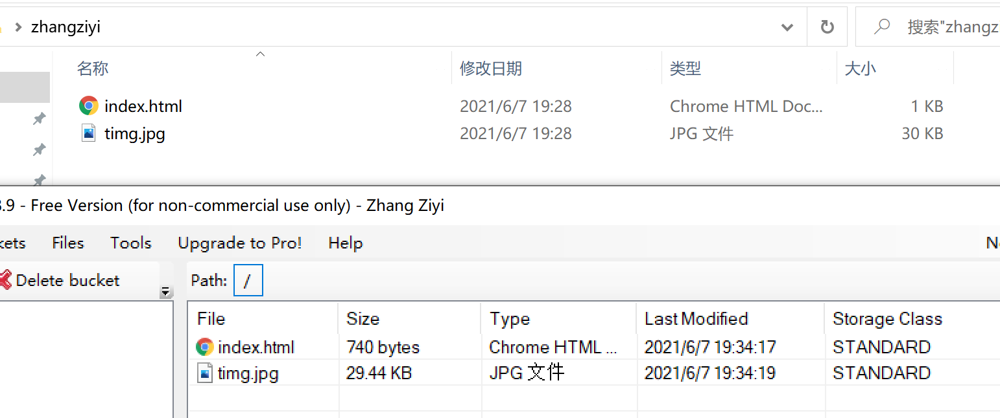 zhangziyi 搜索"zhangz
名称 修改日期 类型 大小
index.html 2021/6/7 19:28 Chrome HTML Doc... 1 KB
timg.jpg 2021/6/7 19:28 JPG 文件 30 KB
3.9 - Free Version (for non-commercial use only) - Zhang Ziyi
kets Files Tools Upgrade to Pro! Help
Delete bucket Path: /
File Size Type Last Modified Storage Class
index.html 740 bytes Chrome HTML ... 2021/6/7 19:34:17 STANDARD
timg.jpg 29.44 KB JPG 文件 2021/6/7 19:34:19 STANDARD